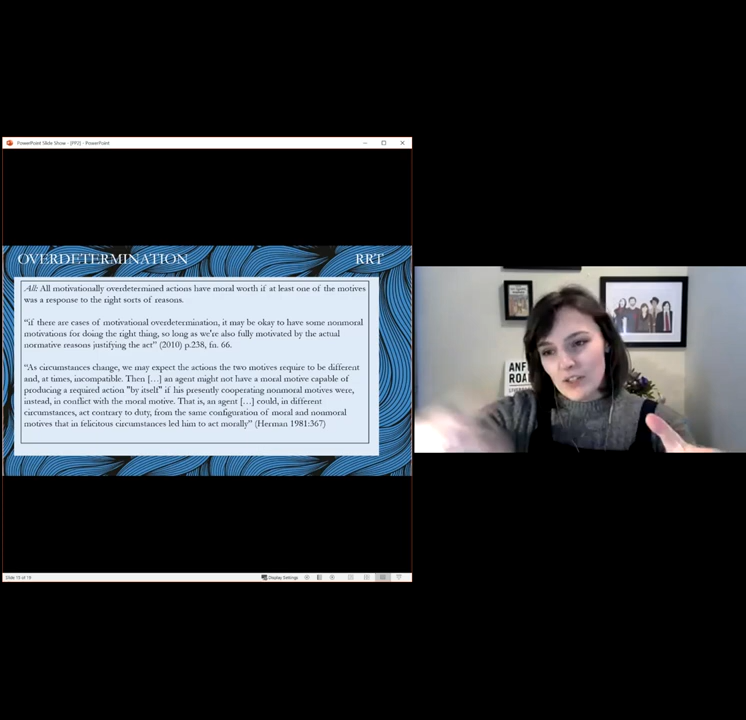 PowerPoint Slide Show - [PP2] - PowerPoint
OVERDETERMINATION
RRT
All: All motivationally overdetermined actions have moral worth if at least one of the motives
was a response to the right sorts of reasons.
“if there are cases of motivational overdetermination, it may be okay to have some nonmoral
motivations for doing the right thing, so long as we're also fully motivated by the actual
normative reasons justifying the act” (2010) p.238, fn. 66.
“As circumstances change, we may expect the actions the two motives require to be different
and, at times, incompatible. Then […] an agent might not have a moral motive capable of
producing a required action "by itself" if his presently cooperating nonmoral motives were,
instead, in conflict with the moral motive. That is, an agent […] could, in different
circumstances, act contrary to duty, from the same configuration of moral and nonmoral
motives that in felicitous circumstances led him to act morally” (Herman 1981:367)
Slide 15 of 18
Display Settings
ANF
ROA